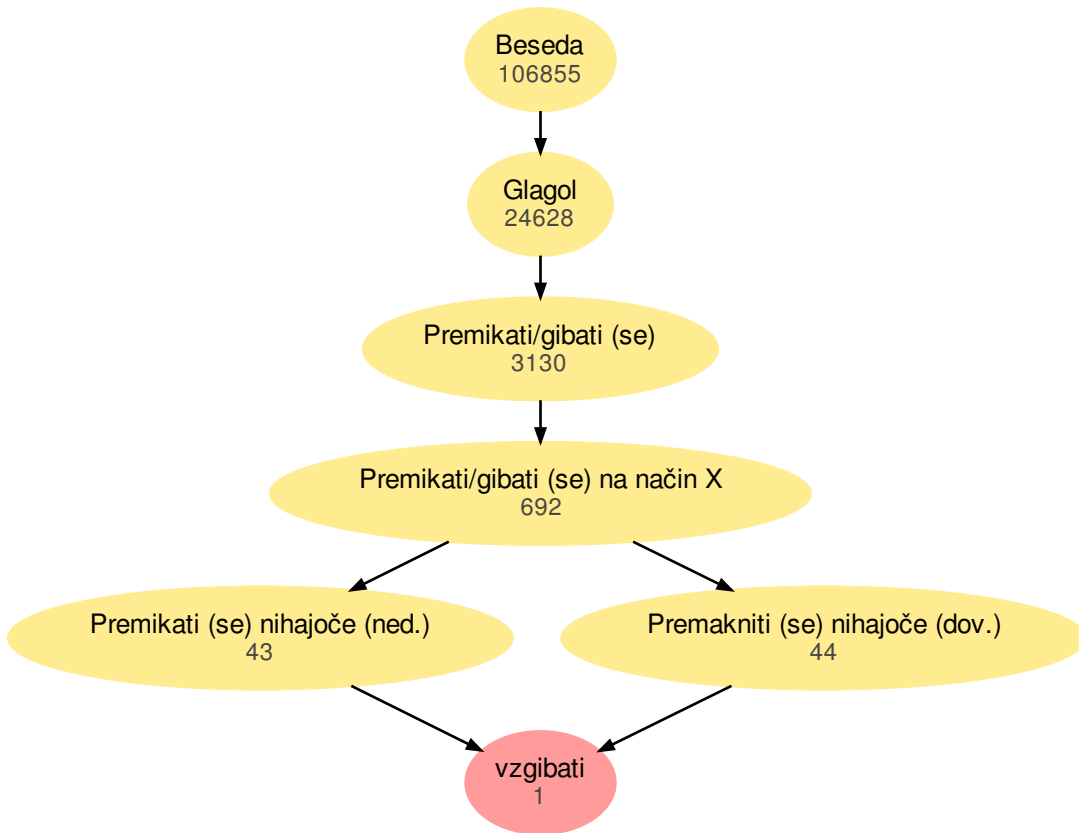 Beseda
106855
Glagol
24628
Premikati/gibati (se)
3130
Premikati/gibati (se) na način X
692
Premikati (se) nihajoče (ned.)
43
Premakniti (se) nihajoče (dov.)
44
vzgibati
1